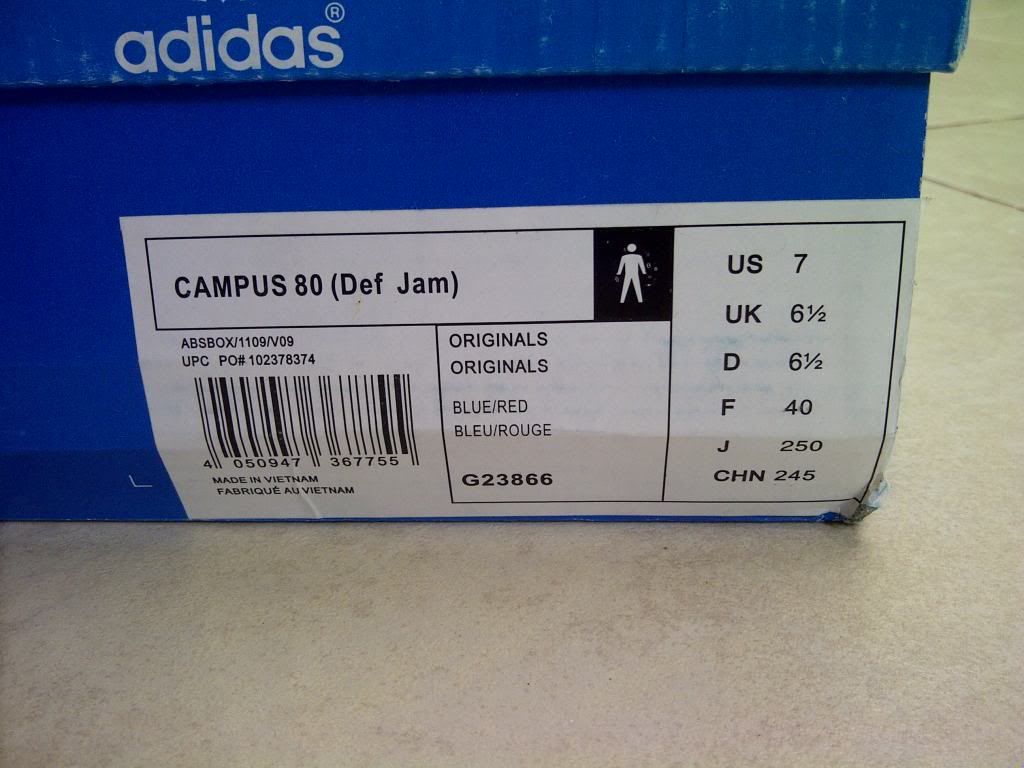 adidas®
CAMPUS 80 (Def Jam)
ABSBOX/1109/V09
UPC PO# 102378374
4 050947 367755
MADE IN VIETNAM
FABRIQUÉ AU VIETNAM
ORIGINALS
ORIGINALS
BLUE/RED
BLEU/ROUGE
G23866
US 7
UK 6½
D 6½
F 40
J 250
CHN 245